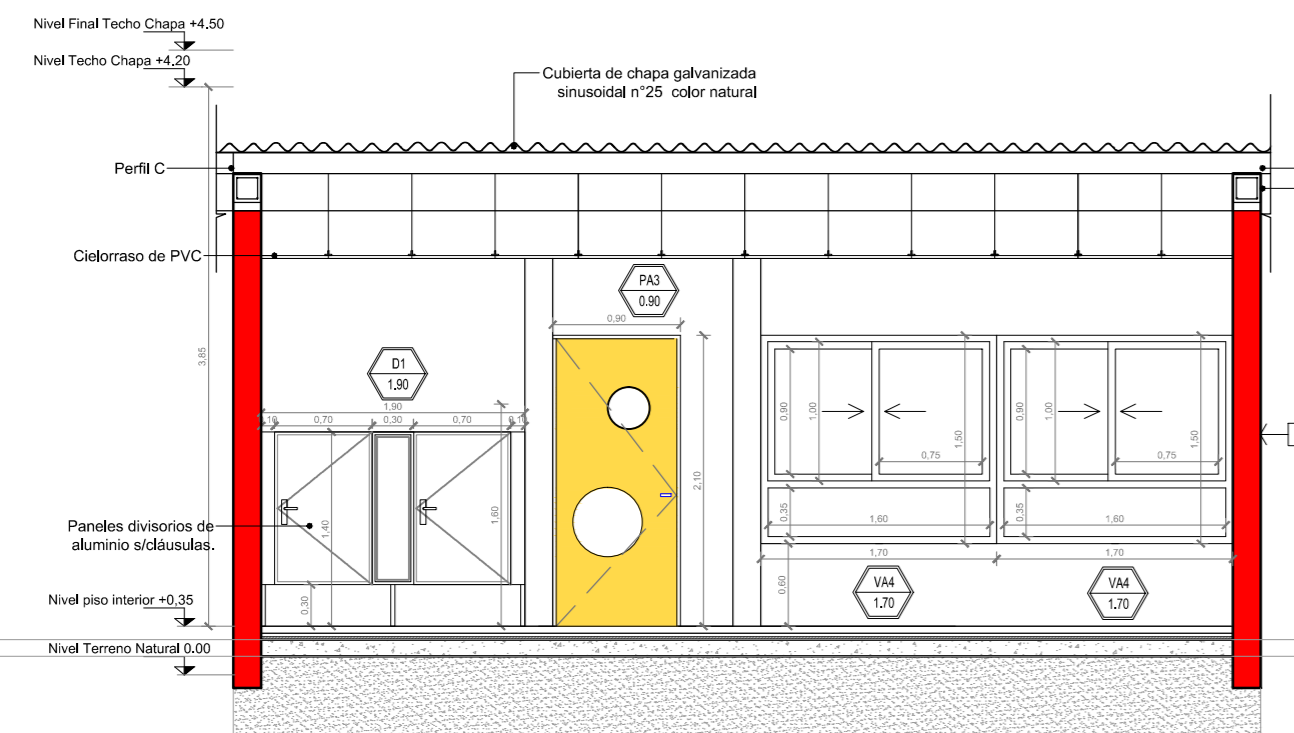 Nivel Final Techo Chapa +4.50
Nivel Techo Chapa +4.20
Cubierta de chapa galvanizada
sinusoidal n°25 color natural
Perfil C
Cielorraso de PVC
PA3
0.90
0,90
3,85
D1
1.90
1,90
,10
0,70
0,30
0,70
0,10
0,90
1,00
1,50
0,75
0,90
1,00
1,50
0,75
2,10
1,40
1,60
0,35
1,60
0,35
1,60
Paneles divisorios de
aluminio s/cláusulas.
1,70
1,70
0,30
0,60
VA4
1.70
VA4
1.70
Nivel piso interior +0,35
Nivel Terreno Natural 0.00